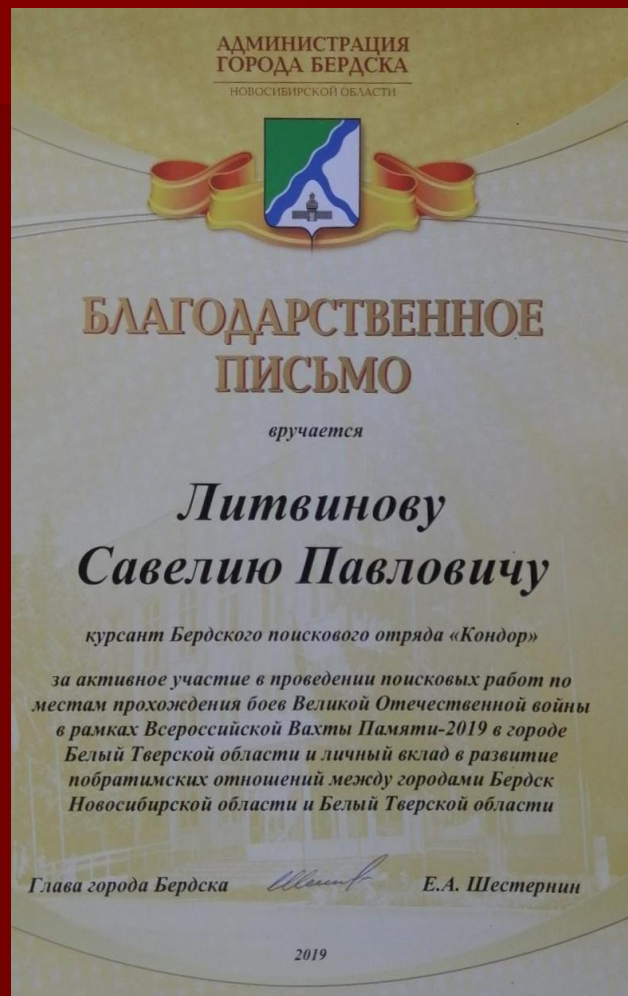 АДМИНИСТРАЦИЯ
ГОРОДА БЕРДСКА
НОВОСИБИРСКОЙ ОБЛАСТИ
БЛАГОДАРСТВЕННОЕ
ПИСЬМО
вручается
Литвинову
Савелию Павловичу
курсант Бердского поискового отряда «Кондор»
за активное участие в проведении поисковых работ по
местам прохождения боев Великой Отечественной войны
в рамках Всероссийской Вахты Памяти-2019 в городе
Белый Тверской области и личный вклад в развитие
побратимских отношений между городами Бердск
Новосибирской области и Белый Тверской области
Глава города Бердска Е.А. Шестернин
2019